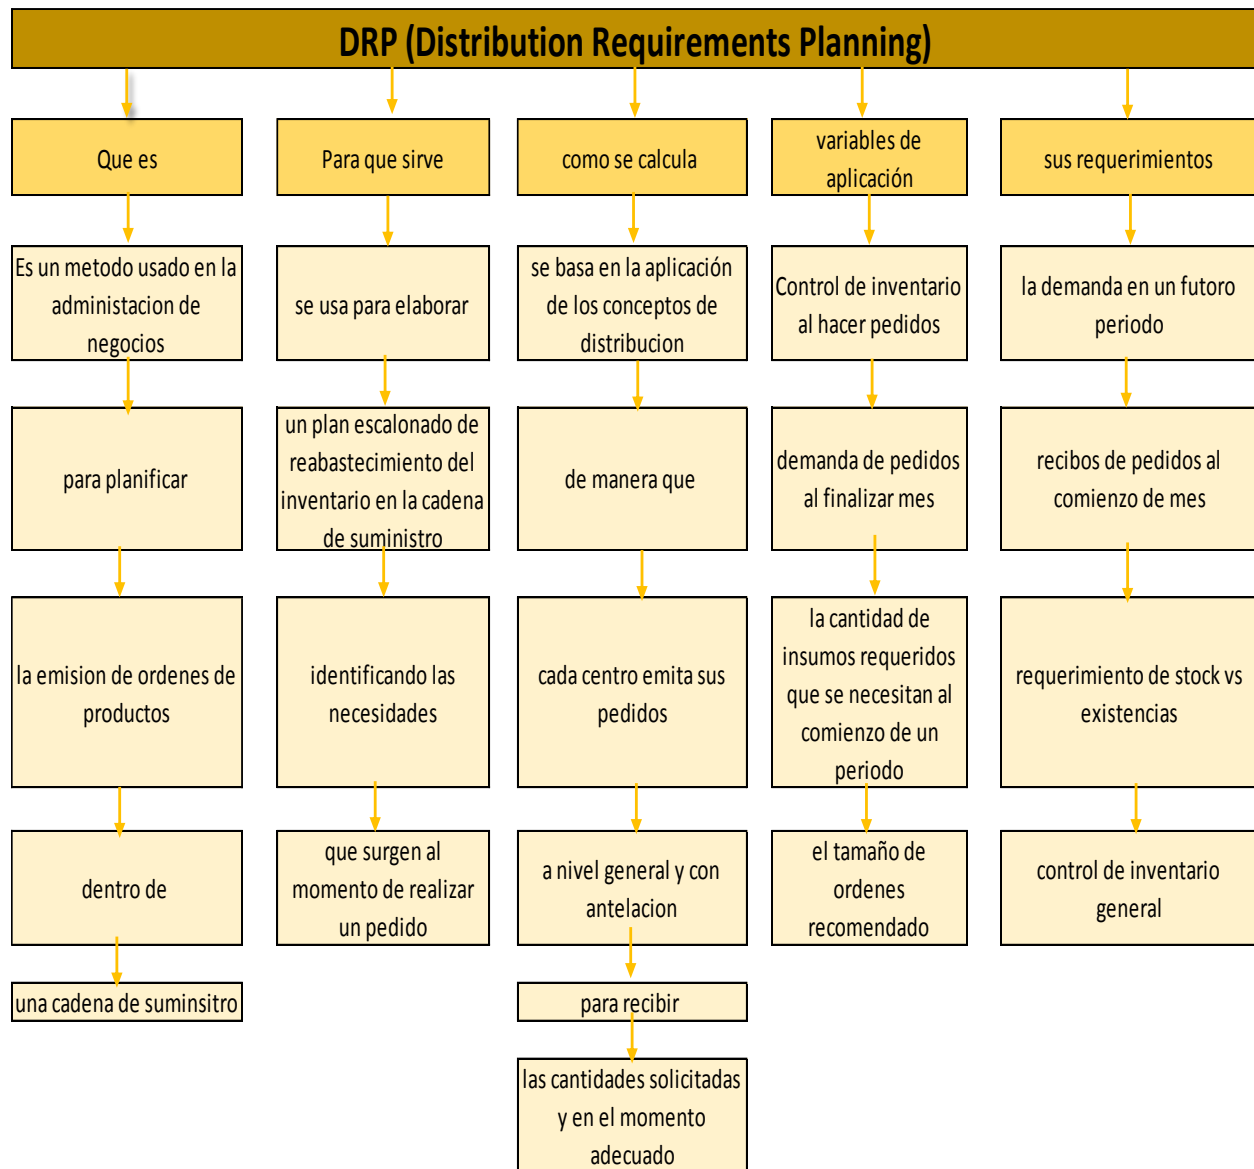 DRP (Distribution Requirements Planning)
Que es
Es un metodo usado en la
administacion de
negocios
para planificar
la emision de ordenes de
productos
dentro de
una cadena de suminsitro
Para que sirve
se usa para elaborar
un plan escalonado de
reabastecimiento del
inventario en la cadena
de suministro
identificando las
necesidades
que surgen al
momento de realizar
un pedido
como se calcula
se basa en la aplicación
de los conceptos de
distribucion
de manera que
cada centro emita sus
pedidos
a nivel general y con
antelacion
para recibir
las cantidades solicitadas
y en el momento
adecuado
variables de
aplicación
Control de inventario
al hacer pedidos
demanda de pedidos
al finalizar mes
la cantidad de
insumos requeridos
que se necesitan al
comienzo de un
periodo
el tamaño de
ordenes
recomendado
sus requerimientos
la demanda en un futoro
periodo
recibos de pedidos al
comienzo de mes
requerimiento de stock vs
existencias
control de inventario
general